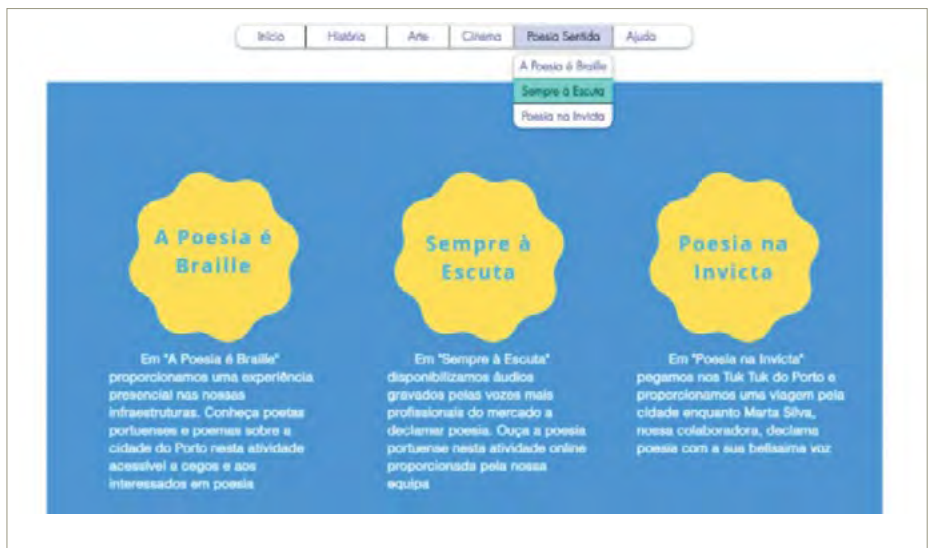 Início História Arte Cinema Poesia Sentida Ajuda
A Poesia é Braille
Sempre à Escuta
Poesia na Invicta
A Poesia é
Braille
Em "A Poesia é Braille"
proporcionamos uma experiência
presencial nas nossas
infraestruturas. Conheça poetas
portuenses e poemas sobre a
cidade do Porto nesta atividade
acessível a cegos e aos
interessados em poesia
Sempre à
Escuta
Em "Sempre à Escuta"
disponibilizamos áudios
gravados pelas vozes mais
profissionais do mercado a
declamar poesia. Ouça a poesia
portuense nesta atividade online
proporcionada pela nossa
equipa
Poesia na
Invicta
Em "Poesia na Invicta"
pegamos nos Tuk Tuk do Porto e
proporcionamos uma viagem pela
cidade enquanto Marta Silva,
nossa colaboradora, declama
poesia com a sua belíssima voz